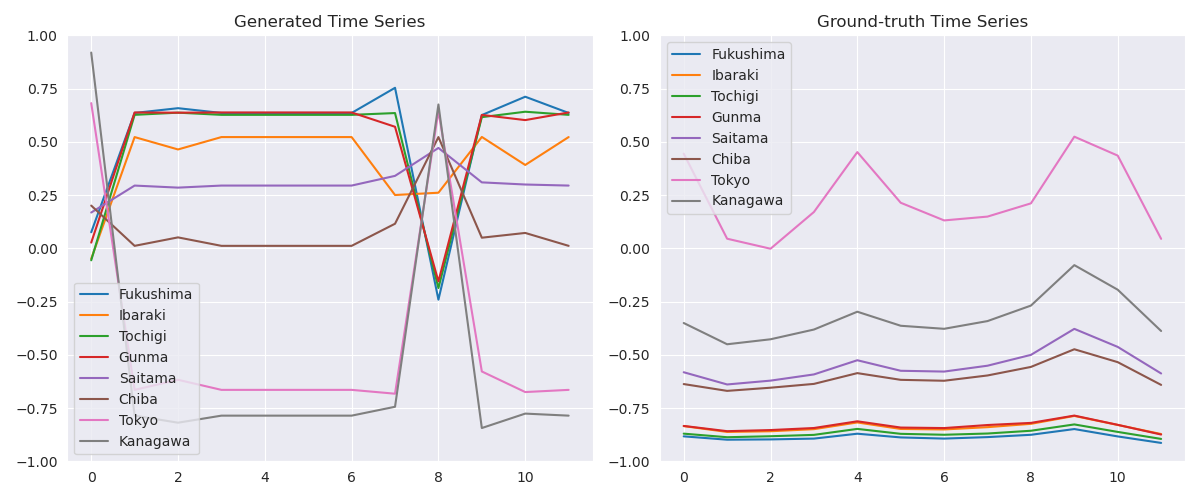 Generated Time Series
1.00
0.75
0.50
0.25
0.00
−0.25
−0.50
−0.75
−1.00
0 2 4 6 8 10
Fukushima
Ibaraki
Tochigi
Gunma
Saitama
Chiba
Tokyo
Kanagawa
Ground-truth Time Series
1.00
0.75
0.50
0.25
0.00
−0.25
−0.50
−0.75
−1.00
0 2 4 6 8 10
Fukushima
Ibaraki
Tochigi
Gunma
Saitama
Chiba
Tokyo
Kanagawa